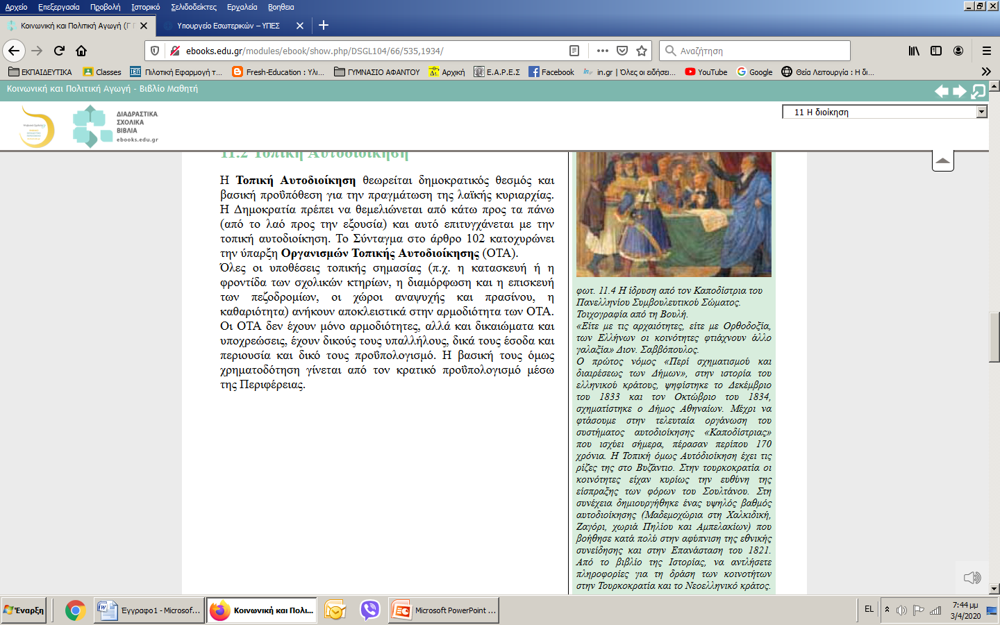 Αρχείο Επεξεργασία Προβολή Ιστορικό Σελιδοδείκτες Εργαλεία Βοήθεια
Κοινωνική και Πολιτική Αγωγή (Γ Γ
Υπουργείο Εσωτερικών – ΥΠΕΣ
ebooks.edu.gr/modules/ebook/show.php/DSGL104/66/535,1934/
Αναζήτηση
ΕΚΠΑΙΔΕΥΤΙΚΑ Classes Πιλοτική Εφαρμογή τ... Fresh-Education : Υλι... ΓΥΜΝΑΣΙΟ ΑΦΑΝΤΟΥ Αρχική Ε.Α.Ρ.Ε.Σ Facebook in.gr | Όλες οι ειδήσει... YouTube Google Θεία Λειτουργία : Η δι...
Κοινωνική και Πολιτική Αγωγή - Βιβλίο Μαθητή
ΔΙΑΔΡΑΣΤΙΚΑ
ΣΧΟΛΙΚΑ
ΒΙΒΛΙΑ
ebooks.edu.gr
11 Η διοίκηση
11.2 Τοπική Αυτοδιοίκηση
Η Τοπική Αυτοδιοίκηση θεωρείται δημοκρατικός θεσμός και
βασική προϋπόθεση για την πραγμάτωση της λαϊκής κυριαρχίας.
Η Δημοκρατία πρέπει να θεμελιώνεται από κάτω προς τα πάνω
(από το λαό προς την εξουσία) και αυτό επιτυγχάνεται με την
τοπική αυτοδιοίκηση. Το Σύνταγμα στο άρθρο 102 κατοχυρώνει
την ύπαρξη Οργανισμών Τοπικής Αυτοδιοίκησης (ΟΤΑ).
Όλες οι υποθέσεις τοπικής σημασίας (π.χ. η κατασκευή ή η
φροντίδα των σχολικών κτηρίων, η διαμόρφωση και η επισκευή
των πεζοδρομίων, οι χώροι αναψυχής και πρασίνου, η
καθαριότητα) ανήκουν αποκλειστικά στην αρμοδιότητα των ΟΤΑ.
Οι ΟΤΑ δεν έχουν μόνο αρμοδιότητες, αλλά και δικαιώματα και
υποχρεώσεις, έχουν δικούς τους υπαλλήλους, δικά τους έσοδα και
περιουσία και δικό τους προϋπολογισμό. Η βασική τους όμως
χρηματοδότηση γίνεται από τον κρατικό προϋπολογισμό μέσω
της Περιφέρειας.
φωτ. 11.4 Η ίδρυση από τον Καποδίστρια του
Πανελληνίου Συμβουλευτικού Σώματος.
Τοιχογραφία από τη Βουλή.
«Είτε με τις αρχαιότητες, είτε με Ορθοδοξία,
των Ελλήνων οι κοινότητες φτιάχνουν άλλο
γαλαξία» Διον. Σαββόπουλος.
Ο πρώτος νόμος «Περί σχηματισμού και
διαιρέσεως των Δήμων», στην ιστορία του
ελληνικού κράτους, ψηφίστηκε το Δεκέμβριο
του 1833 και τον Οκτώβριο του 1834,
σχηματίστηκε ο Δήμος Αθηναίων. Μέχρι να
φτάσουμε στην τελευταία οργάνωση του
συστήματος αυτοδιοίκησης «Καποδίστριας»
που ισχύει σήμερα, πέρασαν περίπου 170
χρόνια. Η Τοπική όμως Αυτόδιοίκηση έχει τις
ρίζες της στο Βυζάντιο. Στην τουρκοκρατία οι
κοινότητες είχαν κυρίως την ευθύνη της
είσπραξης των φόρων του Σουλτάνου. Στη
συνέχεια δημιουργήθηκε ένας υψηλός βαθμός
αυτοδιοίκησης (Μαδεμοχώρια στη Χαλκιδική,
Ζαγόρι, χωριά Πηλίου και Αμπελακίων) που
βοήθησε κατά πολύ στην αφύπνιση της εθνικής
συνείδησης και στην Επανάσταση του 1821.
Από το βιβλίο της Ιστορίας, να αντλήσετε
πληροφορίες για τη δράση των κοινοτήτων
στην Τουρκοκρατία και το Νεοελληνικό κράτος.
Έναρξη
Έγγραφο1 - Microsof...
Κοινωνική και Πολι...
Microsoft PowerPoint ...
EL
7:44 μμ
3/4/2020